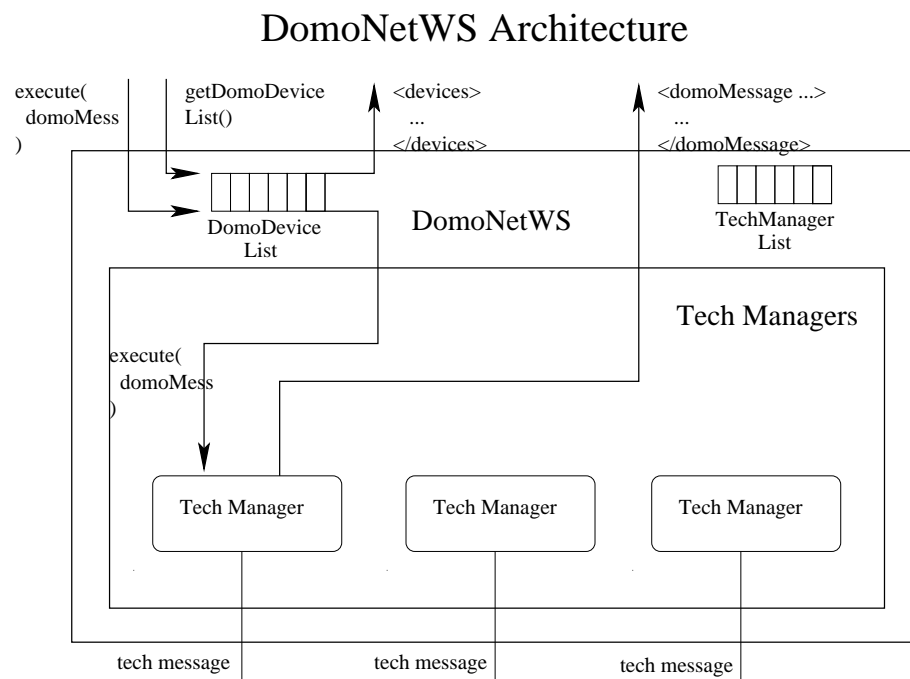 DomoNetWS Architecture
execute(
domoMess
)
getDomoDevice
List()
<devices>
...
</devices>
<domoMessage ...>
...
</domoMessage>
DomoDevice
List
DomoNetWS
TechManager
List
Tech Managers
execute(
domoMess
)
Tech Manager
Tech Manager
Tech Manager
tech message
tech message
tech message